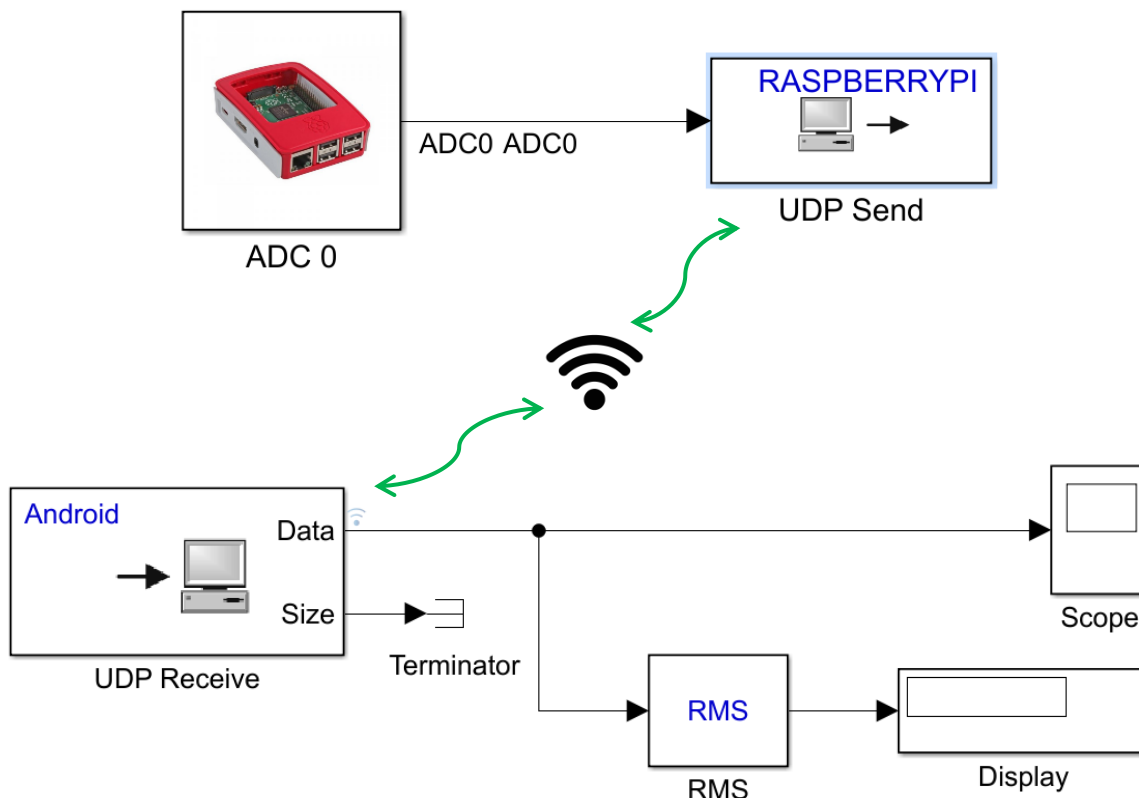 RASPBERRYPI
ADC0 ADC0
UDP Send
ADC 0
Android
Data
Size
UDP Receive
Terminator
Scope
RMS
RMS
Display